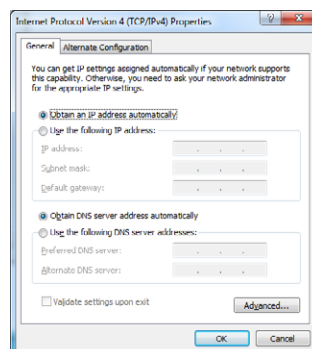 Internet Protocol Version 4 (TCP/IPv4) Properties
General
Alternate Configuration
You can get IP settings assigned automatically if your network supports
this capability. Otherwise, you need to ask your network administrator
for the appropriate IP settings.
Obtain an IP address automatically
Use the following IP address:
IP address:
Subnet mask:
Default gateway:
Obtain DNS server address automatically
Use the following DNS server addresses:
Preferred DNS server:
Alternate DNS server:
Validate settings upon exit
Advanced...
OK
Cancel